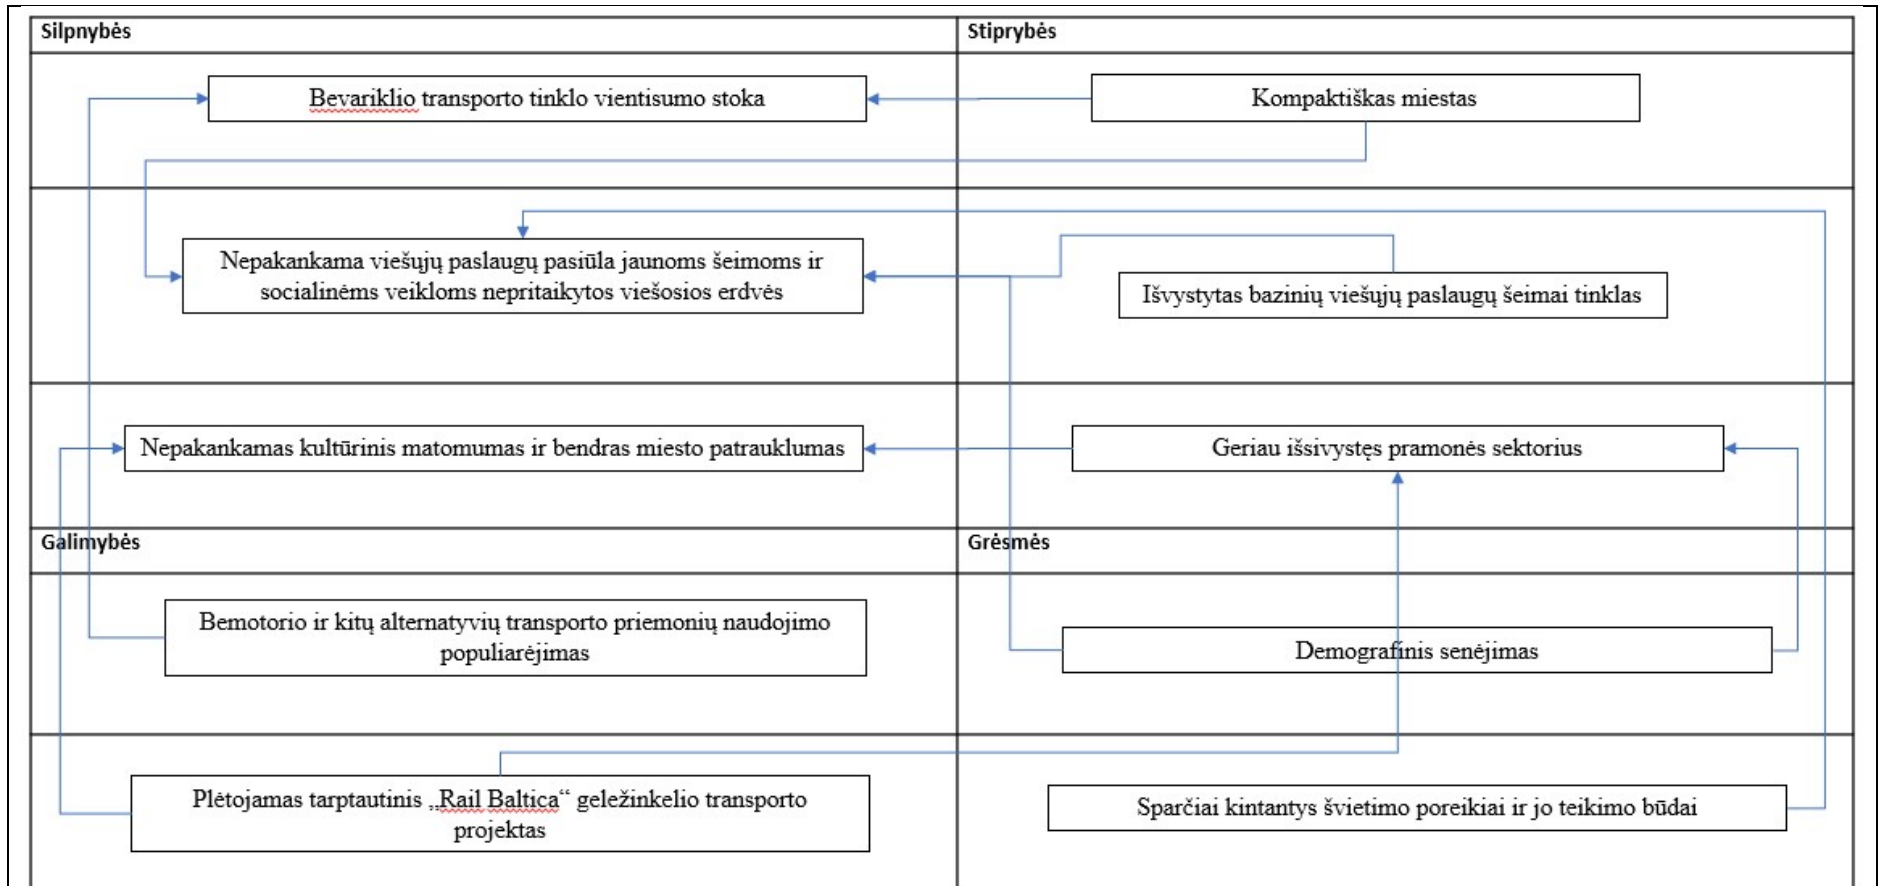 Silpnybės
Stiprybės
Bevariklio transporto tinklo vientisumo stoka
Kompaktiškas miestas
Nepakankama viešųjų paslaugų pasiūla jaunoms šeimoms ir
socialinėms veikloms nepritaikytos viešosios erdvės
Išvystytas bazinių viešųjų paslaugų šeimai tinklas
Nepakankamas kultūrinis matomumas ir bendras miesto patrauklumas
Geriau išsivystęs pramonės sektorius
Galimybės
Grėsmės
Bemotorio ir kitų alternatyvių transporto priemonių naudojimo
populiarėjimas
Demografinis senėjimas
Plėtojamas tarptautinis „Rail Baltica“ geležinkelio transporto
projektas
Sparčiai kintantys švietimo poreikiai ir jo teikimo būdai